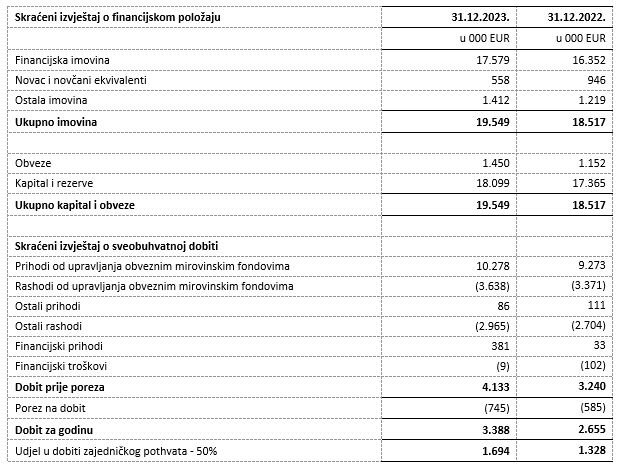 Skraćeni izvještaj o financijskom položaju 31.12.2023. 31.12.2022.
u 000 EUR u 000 EUR
Financijska imovina 17.579 16.352
Novac i novčani ekvivalenti 558 946
Ostala imovina 1.412 1.219
Ukupno imovina 19.549 18.517
Obveze 1.450 1.152
Kapital i rezerve 18.099 17.365
Ukupno kapital i obveze 19.549 18.517
Skraćeni izvještaj o sveobuhvatnoj dobiti
Prihodi od upravljanja obveznim mirovinskim fondovima 10.278 9.273
Rashodi od upravljanja obveznim mirovinskim fondovima (3.638) (3.371)
Ostali prihodi 86 111
Ostali rashodi (2.965) (2.704)
Financijski prihodi 381 33
Financijski troškovi (9) (102)
Dobit prije poreza 4.133 3.240
Porez na dobit (745) (585)
Dobit za godinu 3.388 2.655
Udjel u dobiti zajedničkog pothvata - 50% 1.694 1.328